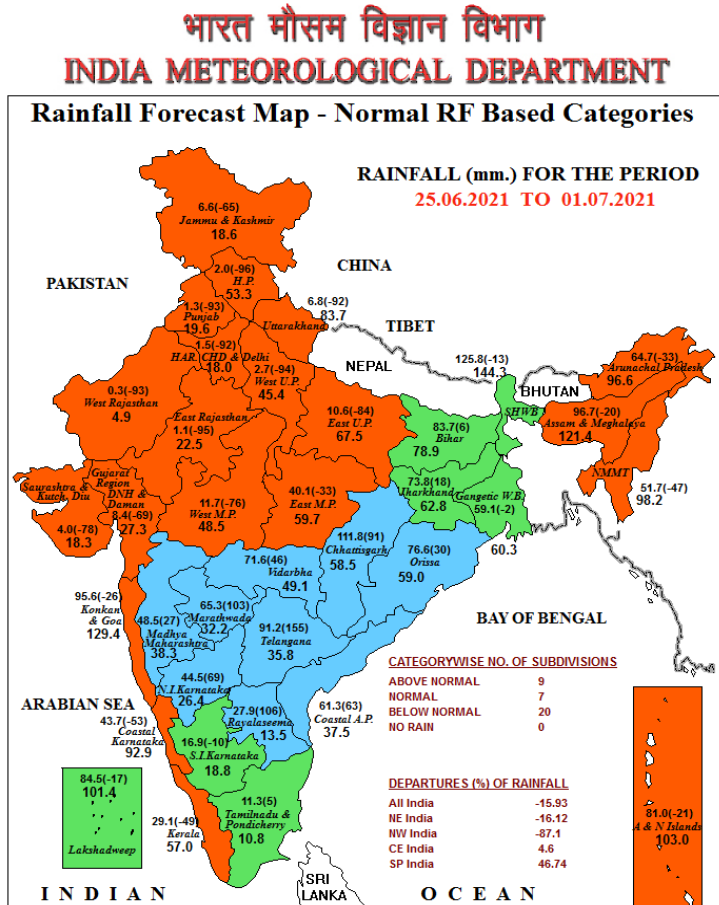 भारत मौसम विज्ञान विभाग
INDIA METEOROLOGICAL DEPARTMENT
Rainfall Forecast Map - Normal RF Based Categories
RAINFALL (mm.) FOR THE PERIOD
25.06.2021 TO 01.07.2021
6.6(-65)
Jammu & Kashmir
18.6
2.0(-96)
H.P.
53.3
CHINA
PAKISTAN
1.3(-93)
Punjab
19.6
6.8(-92)
83.7
Uttarakhand
TIBET
1.5(-92)
HAR. CHD & Delhi
18.0
2.7(-94)
West U.P.
45.4
NEPAL
125.8(-13)
144.3
BHUTAN
64.7(-33)
Arunachal Pradesh
96.6
0.3(-93)
West Rajasthan
4.9
East Rajasthan
1.1(-95)
22.5
10.6(-84)
East U.P.
67.5
83.7(6)
Bihar
78.9
SHWB
96.7(-20)
Assam & Meghalaya
121.4
NMMT
51.7(-47)
98.2
Saurashtra &
Kutch, Diu
4.0(-78)
18.3
Gujarat
Region
DNH &
Daman
8.4(-69)
27.3
11.7(-76)
West M.P.
48.5
40.1(-33)
East M.P.
59.7
73.8(18)
Jharkhand
62.8
Gangetic W.B.
59.1(-2)
60.3
111.8(91)
Chhattisgarh
58.5
76.6(30)
Orissa
59.0
71.6(46)
Vidarbha
49.1
95.6(-26)
Konkan
& Goa
129.4
48.5(27)
Madhya
Maharashtra
38.3
65.3(103)
Marathwada
32.2
91.2(155)
Telangana
35.8
BAY OF BENGAL
44.5(69)
N.I.Karnataka
26.4
27.9(106)
Rayalaseema
13.5
61.3(63)
Coastal A.P.
37.5
ARABIAN SEA
43.7(-53)
Coastal
Karnataka
92.9
16.9(-10)
S.I.Karnataka
18.8
CATEGORYWISE NO. OF SUBDIVISIONS
ABOVE NORMAL 9
NORMAL 7
BELOW NORMAL 20
NO RAIN 0
84.5(-17)
101.4
Lakshadweep
29.1(-49)
Kerala
57.0
11.3(5)
Tamilnadu &
Pondicherry
10.8
DEPARTURES (%) OF RAINFALL
All India -15.93
NE India -16.12
NW India -87.1
CE India 4.6
SP India 46.74
81.0(-21)
A & N Islands
103.0
SRI
LANKA
INDIAN OCEAN